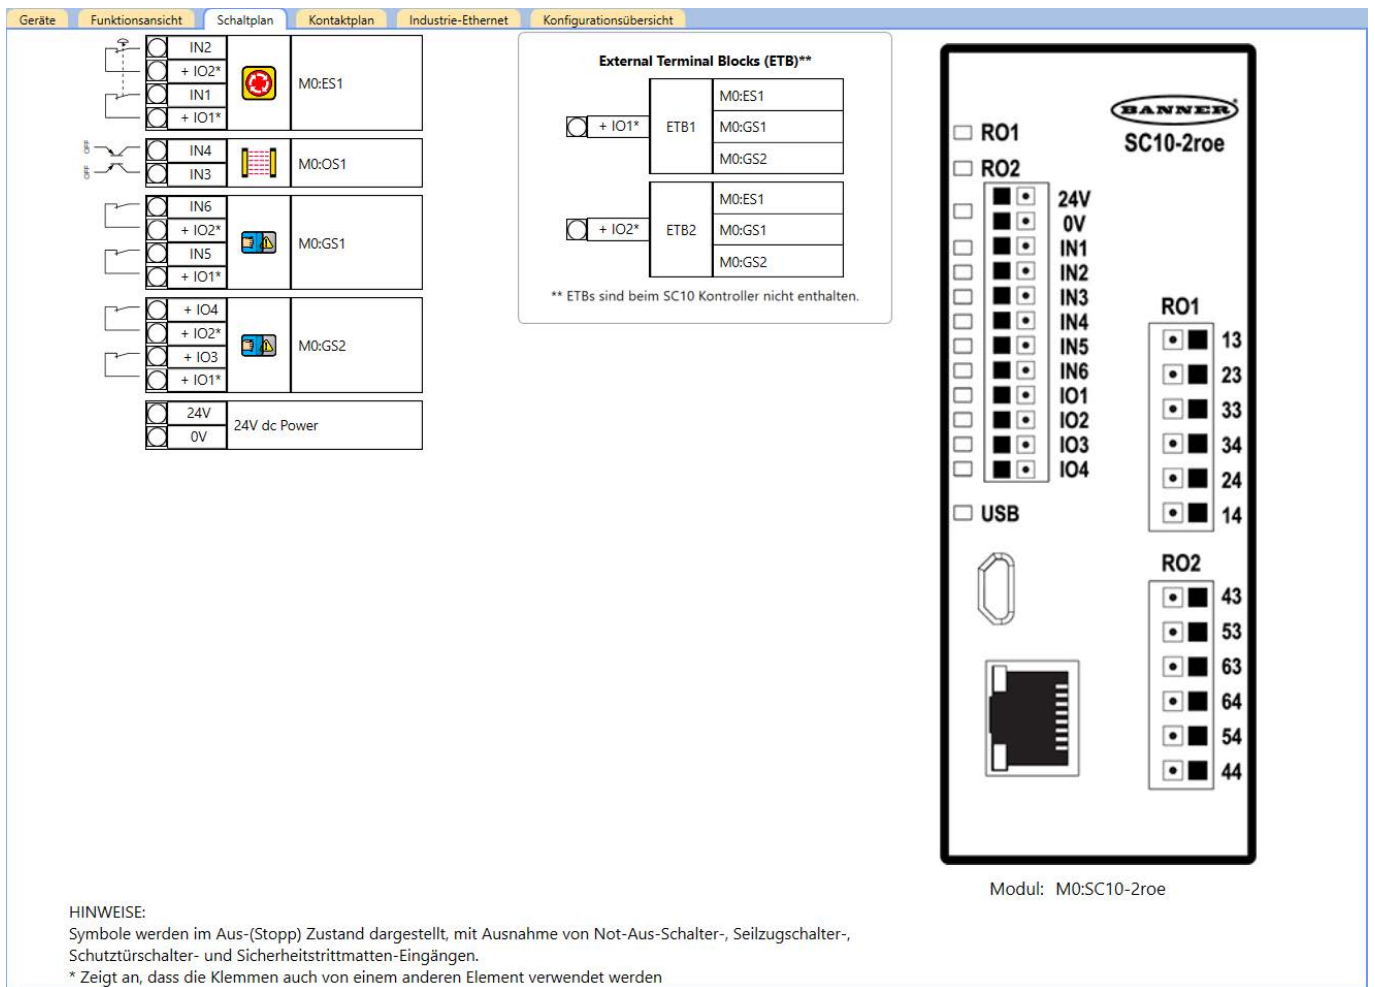 Geräte Funktionsansicht Schaltplan Kontaktplan Industrie-Ethernet Konfigurationsübersicht
IN2
+ IO2*
IN1
+ IO1*
M0:ES1
OFF
OFF
IN4
IN3
M0:OS1
IN6
+ IO2*
IN5
+ IO1*
M0:GS1
+ IO4
+ IO2*
+ IO3
+ IO1*
M0:GS2
24V
0V
24V dc Power
External Terminal Blocks (ETB)**
+ IO1*
ETB1
M0:ES1
M0:GS1
M0:GS2
+ IO2*
ETB2
M0:ES1
M0:GS1
M0:GS2
** ETBs sind beim SC10 Kontroller nicht enthalten.
BANNER
SC10-2roe
RO1
RO2
24V
0V
IN1
IN2
IN3
IN4
IN5
IN6
IO1
IO2
IO3
IO4
USB
RO1
13
23
33
34
24
14
RO2
43
53
63
64
54
44
Modul: M0:SC10-2roe
HINWEISE:
Symbole werden im Aus-(Stopp) Zustand dargestellt, mit Ausnahme von Not-Aus-Schalter-, Seilzugschalter-,
Schutztürschalter- und Sicherheitstrittmatten-Eingängen.
* Zeigt an, dass die Klemmen auch von einem anderen Element verwendet werden